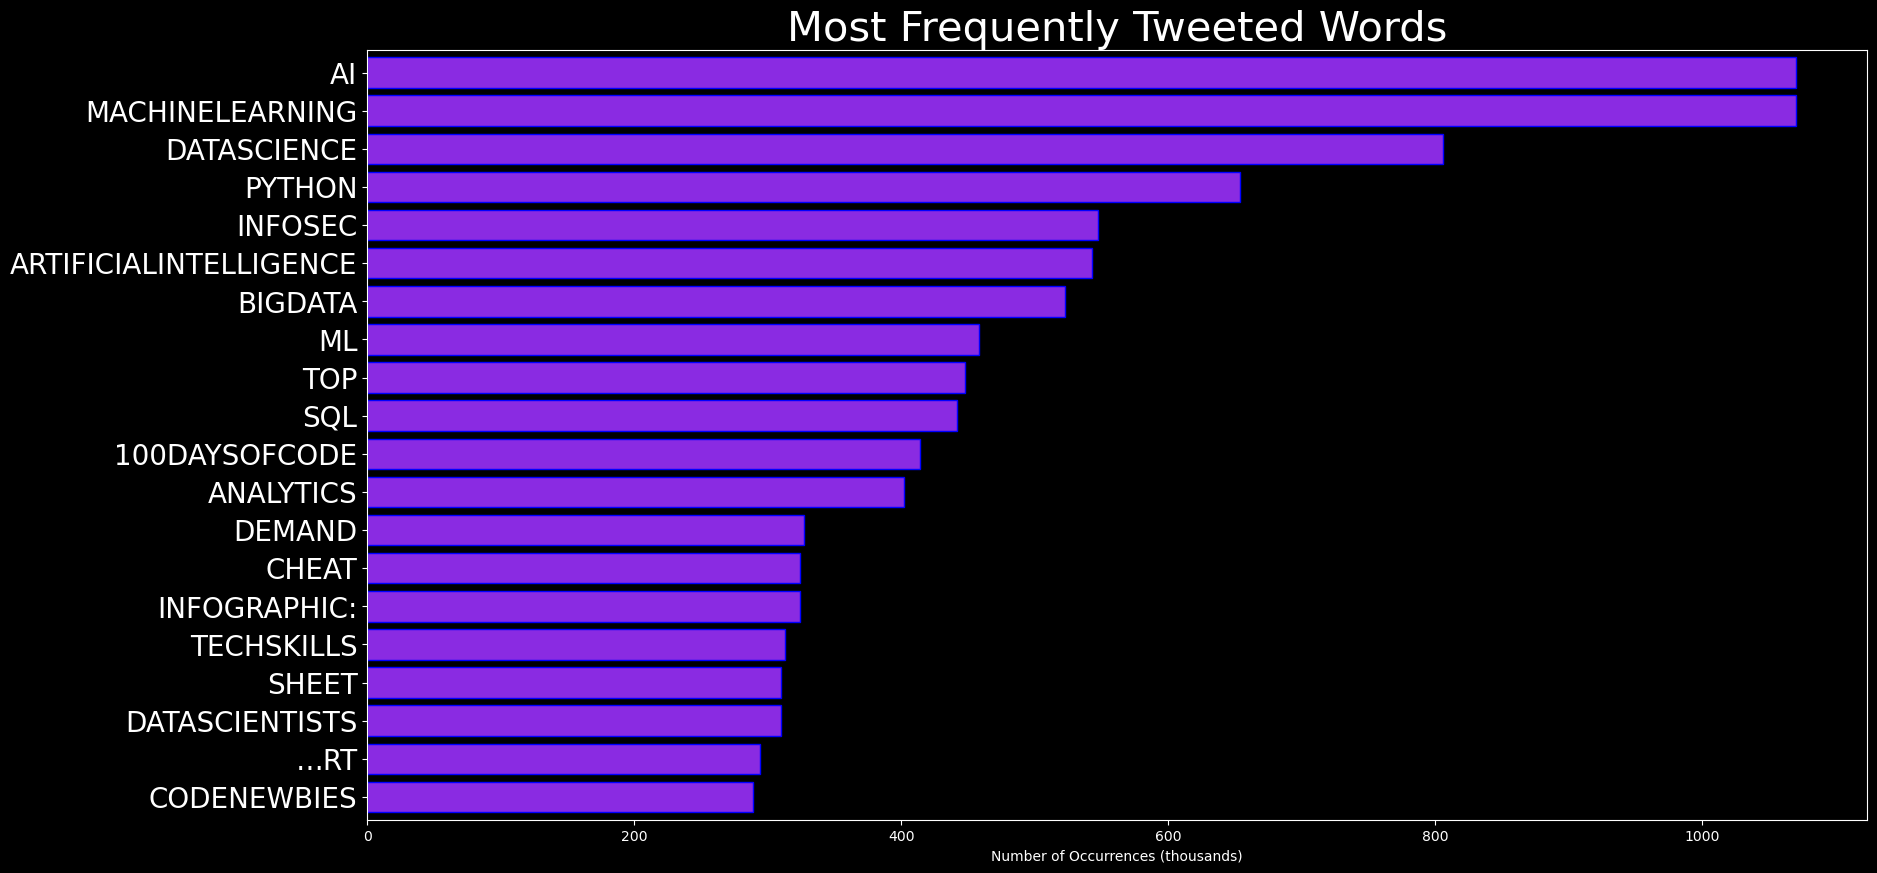 Most Frequently Tweeted Words
AI
MACHINELEARNING
DATASCIENCE
PYTHON
INFOSEC
ARTIFICIALINTELLIGENCE
BIGDATA
ML
TOP
SQL
100DAYSOFCODE
ANALYTICS
DEMAND
CHEAT
INFOGRAPHIC:
TECHSKILLS
SHEET
DATASCIENTISTS
…RT
CODENEWBIES
0 200 400 600 800 1000
Number of Occurrences (thousands)